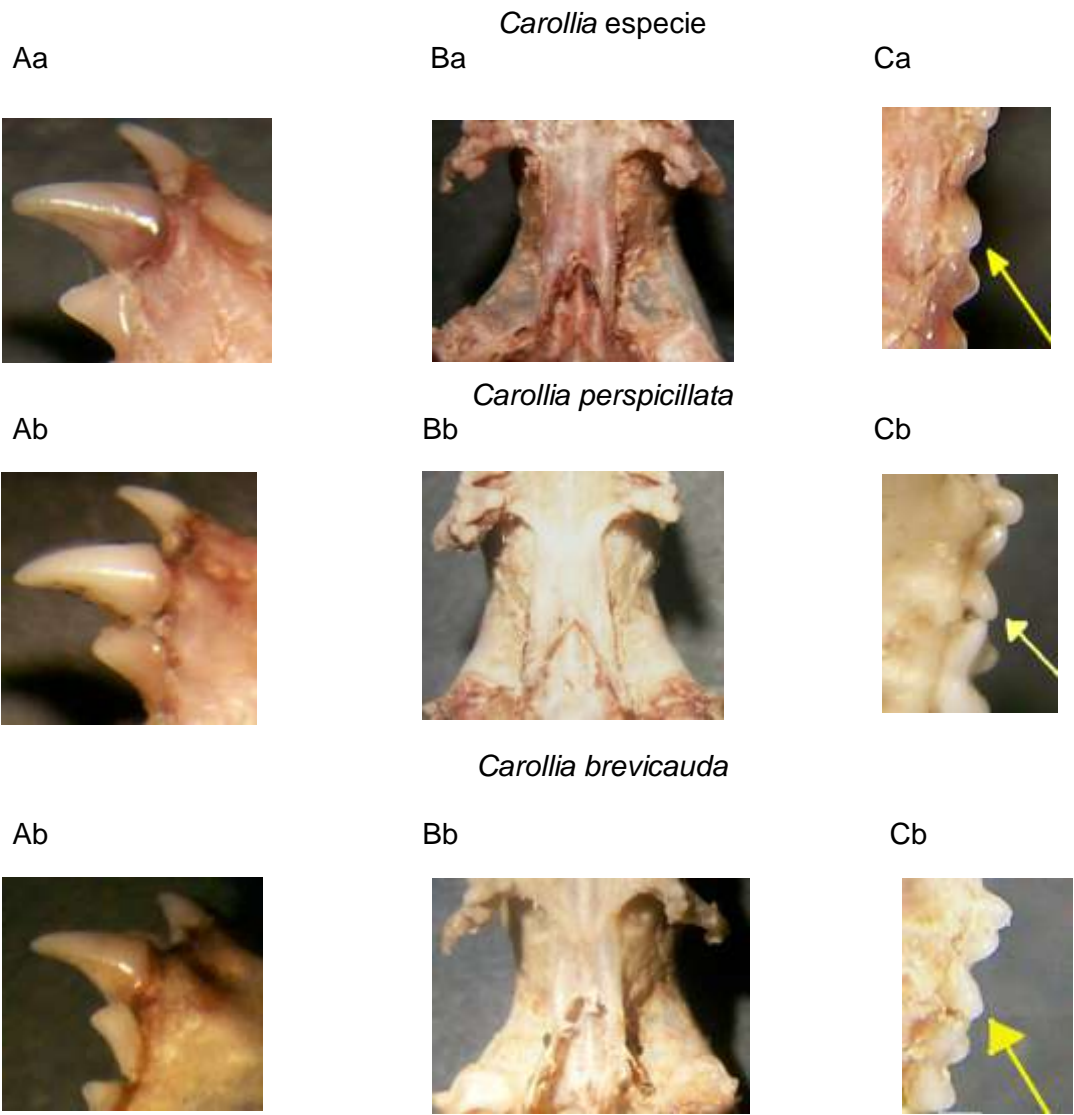 Carollia especie
Aa Ba Ca
Carollia perspicillata
Ab Bb Cb
Carollia brevicauda
Ab Bb Cb